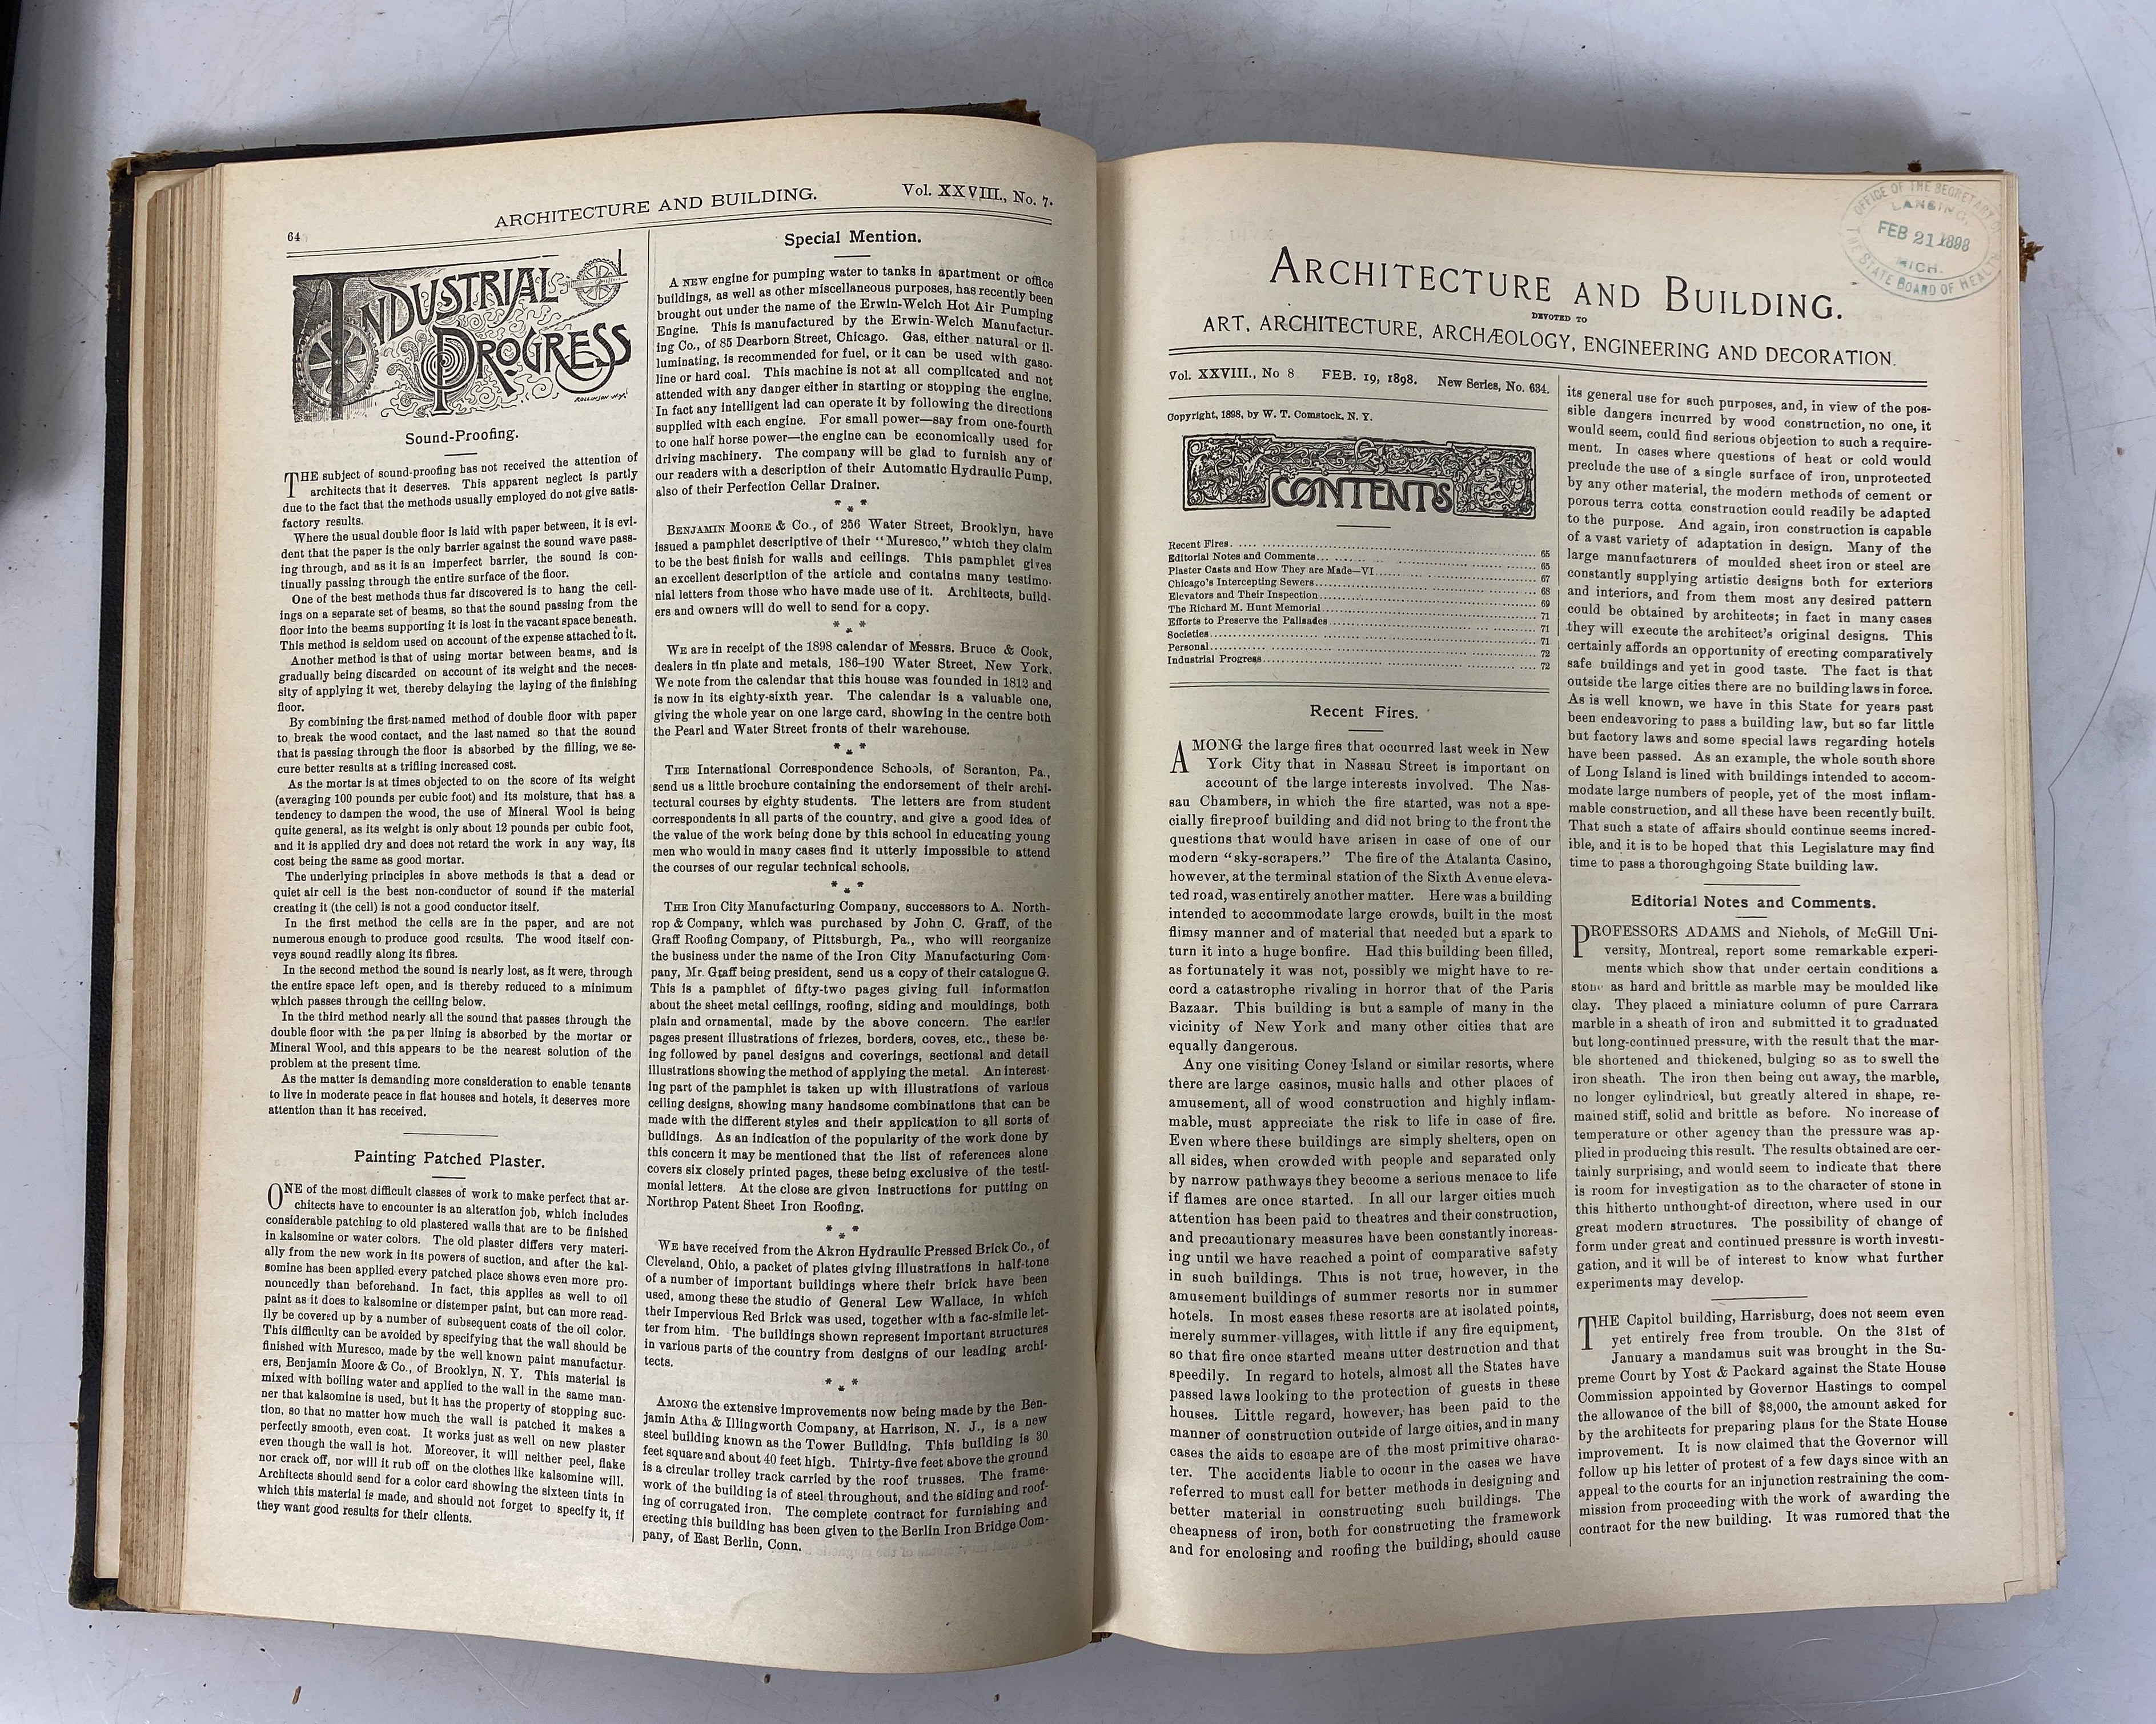 64
ARCHITECTURE AND BUILDING.
Vol. XXVIII., No. 7.
INDUSTRIAL
PROGRESS
ROLLINSON N.Y.
Sound-Proofing.
THE subject of sound-proofing has not received the attention of
architects that it deserves. This apparent neglect is partly
due to the fact that the methods usually employed do not give satis-
factory results.
Where the usual double floor is laid with paper between, it is evi-
dent that the paper is the only barrier against the sound wave pass-
ing through, and as it is an imperfect barrier, the sound is con-
tinually passing through the entire surface of the floor.
One of the best methods thus far discovered is to hang the ceil-
ings on a separate set of beams, so that the sound passing from the
floor into the beams supporting it is lost in the vacant space beneath.
This method is seldom used on account of the expense attached to it.
Another method is that of using mortar between beams, and is
gradually being discarded on account of its weight and the neces-
sity of applying it wet, thereby delaying the laying of the finishing
floor.
By combining the first-named method of double floor with paper
to break the wood contact, and the last named so that the sound
that is passing through the floor is absorbed by the filling, we se-
cure better results at a trifling increased cost.
As the mortar is at times objected to on the score of its weight
(averaging 100 pounds per cubic foot) and its moisture, that has a
tendency to dampen the wood, the use of Mineral Wool is being
quite general, as its weight is only about 12 pounds per cubic foot,
and it is applied dry and does not retard the work in any way, its
cost being the same as good mortar.
The underlying principles in above methods is that a dead or
quiet air cell is the best non-conductor of sound if the material
creating it (the cell) is not a good conductor itself.
In the first method the cells are in the paper, and are not
numerous enough to produce good results. The wood itself con-
veys sound readily along its fibres.
In the second method the sound is nearly lost, as it were, through
the entire space left open, and is thereby reduced to a minimum
which passes through the ceiling below.
In the third method nearly all the sound that passes through the
double floor with the paper lining is absorbed by the mortar or
Mineral Wool, and this appears to be the nearest solution of the
problem at the present time.
As the matter is demanding more consideration to enable tenants
to live in moderate peace in flat houses and hotels, it deserves more
attention than it has received.
Painting Patched Plaster.
ONE of the most difficult classes of work to make perfect that ar-
chitects have to encounter is an alteration job, which includes
considerable patching to old plastered walls that are to be finished
in kalsomine or water colors. The old plaster differs very materi-
ally from the new work in its powers of suction, and after the kal-
somine has been applied every patched place shows even more pro-
nouncedly than beforehand. In fact, this applies as well to oil
paint as it does to kalsomine or distemper paint, but can more read-
ily be covered up by a number of subsequent coats of the oil color.
This difficulty can be avoided by specifying that the wall should be
finished with Muresco, made by the well known paint manufactur-
ers, Benjamin Moore & Co., of Brooklyn, N. Y. This material is
mixed with boiling water and applied to the wall in the same man-
ner that kalsomine is used, but it has the property of stopping suc-
tion, so that no matter how much the wall is patched it makes a
perfectly smooth, even coat. It works just as well on new plaster
even though the wall is hot. Moreover, it will neither peel, flake
nor crack off, nor will it rub off on the clothes like kalsomine will.
Architects should send for a color card showing the sixteen tints in
which this material is made, and should not forget to specify it, if
they want good results for their clients.
Special Mention.
A NEW engine for pumping water to tanks in apartment or office
buildings, as well as other miscellaneous purposes, has recently been
brought out under the name of the Erwin-Welch Hot Air Pumping
Engine. This is manufactured by the Erwin-Welch Manufactur-
ing Co., of 85 Dearborn Street, Chicago. Gas, either natural or il-
luminating, is recommended for fuel, or it can be used with gaso-
line or hard coal. This machine is not at all complicated and not
attended with any danger either in starting or stopping the engine.
In fact any intelligent lad can operate it by following the directions
supplied with each engine. For small power—say from one-fourth
to one half horse power—the engine can be economically used for
driving machinery. The company will be glad to furnish any of
our readers with a description of their Automatic Hydraulic Pump,
also of their Perfection Cellar Drainer.
* * *
BENJAMIN MOORE & Co., of 256 Water Street, Brooklyn, have
issued a pamphlet descriptive of their "Muresco," which they claim
to be the best finish for walls and ceilings. This pamphlet gives
an excellent description of the article and contains many testimo-
nial letters from those who have made use of it. Architects, build-
ers and owners will do well to send for a copy.
* * *
WE are in receipt of the 1898 calendar of Messrs. Bruce & Cook,
dealers in tin plate and metals, 186-190 Water Street, New York.
We note from the calendar that this house was founded in 1812 and
is now in its eighty-sixth year. The calendar is a valuable one,
giving the whole year on one large card, showing in the centre both
the Pearl and Water Street fronts of their warehouse.
* * *
THE International Correspondence Schools, of Scranton, Pa.,
send us a little brochure containing the endorsement of their archi-
tectural courses by eighty students. The letters are from student
correspondents in all parts of the country, and give a good idea of
the value of the work being done by this school in educating young
men who would in many cases find it utterly impossible to attend
the courses of our regular technical schools.
* * *
THE Iron City Manufacturing Company, successors to A. North-
rop & Company, which was purchased by John C. Graff, of the
Graff Roofing Company, of Pittsburgh, Pa., who will reorganize
the business under the name of the Iron City Manufacturing Com-
pany, Mr. Graff being president, send us a copy of their catalogue G.
This is a pamphlet of fifty-two pages giving full information
about the sheet metal ceilings, roofing, siding and mouldings, both
plain and ornamental, made by the above concern. The earlier
pages present illustrations of friezes, borders, coves, etc., these be-
ing followed by panel designs and coverings, sectional and detail
illustrations showing the method of applying the metal. An interest-
ing part of the pamphlet is taken up with illustrations of various
ceiling designs, showing many handsome combinations that can be
made with the different styles and their application to all sorts of
buildings. As an indication of the popularity of the work done by
this concern it may be mentioned that the list of references alone
covers six closely printed pages, these being exclusive of the testi-
monial letters. At the close are given instructions for putting on
Northrop Patent Sheet Iron Roofing.
* * *
WE have received from the Akron Hydraulic Pressed Brick Co., of
Cleveland, Ohio, a packet of plates giving illustrations in half-tone
of a number of important buildings where their brick have been
used, among these the studio of General Lew Wallace, in which
their Impervious Red Brick was used, together with a fac-simile let-
ter from him. The buildings shown represent important structures
in various parts of the country from designs of our leading archi-
tects.
* * *
AMONG the extensive improvements now being made by the Ben-
jamin Atha & Illingworth Company, at Harrison, N. J., is a new
steel building known as the Tower Building. This building is 30
feet square and about 40 feet high. Thirty-five feet above the ground
is a circular trolley track carried by the roof trusses. The frame-
work of the building is of steel throughout, and the siding and roof-
ing of corrugated iron. The complete contract for furnishing and
erecting this building has been given to the Berlin Iron Bridge Com-
pany, of East Berlin, Conn.
OFFICE OF THE SECRETARY OF
LANSING,
FEB 21 1898
MICH.
THE STATE BOARD OF HEALTH
ARCHITECTURE AND BUILDING.
DEVOTED TO
ART, ARCHITECTURE, ARCHÆOLOGY, ENGINEERING AND DECORATION.
Vol. XXVIII., No 8 FEB. 19, 1898. New Series, No. 634.
Copyright, 1898, by W. T. Comstock, N. Y.
CONTENTS
Recent Fires. 65
Editorial Notes and Comments 65
Plaster Casts and How They are Made—VI 67
Chicago's Intercepting Sewers 68
Elevators and Their Inspection 69
The Richard M. Hunt Memorial 71
Efforts to Preserve the Palisades 71
Societies 71
Personal 72
Industrial Progress 72
Recent Fires.
AMONG the large fires that occurred last week in New
York City that in Nassau Street is important on
account of the large interests involved. The Nas-
sau Chambers, in which the fire started, was not a spe-
cially fireproof building and did not bring to the front the
questions that would have arisen in case of one of our
modern "sky-scrapers." The fire of the Atalanta Casino,
however, at the terminal station of the Sixth Avenue eleva-
ted road, was entirely another matter. Here was a building
intended to accommodate large crowds, built in the most
flimsy manner and of material that needed but a spark to
turn it into a huge bonfire. Had this building been filled,
as fortunately it was not, possibly we might have to re-
cord a catastrophe rivaling in horror that of the Paris
Bazaar. This building is but a sample of many in the
vicinity of New York and many other cities that are
equally dangerous.
Any one visiting Coney Island or similar resorts, where
there are large casinos, music halls and other places of
amusement, all of wood construction and highly inflam-
mable, must appreciate the risk to life in case of fire.
Even where these buildings are simply shelters, open on
all sides, when crowded with people and separated only
by narrow pathways they become a serious menace to life
if flames are once started. In all our larger cities much
attention has been paid to theatres and their construction,
and precautionary measures have been constantly increas-
ing until we have reached a point of comparative safety
in such buildings. This is not true, however, in the
amusement buildings of summer resorts nor in summer
hotels. In most cases these resorts are at isolated points,
merely summer villages, with little if any fire equipment,
so that fire once started means utter destruction and that
speedily. In regard to hotels, almost all the States have
passed laws looking to the protection of guests in these
houses. Little regard, however, has been paid to the
manner of construction outside of large cities, and in many
cases the aids to escape are of the most primitive charac-
ter. The accidents liable to occur in the cases we have
referred to must call for better methods in designing and
better material in constructing such buildings. The
cheapness of iron, both for constructing the framework
and for enclosing and roofing the building, should cause
its general use for such purposes, and, in view of the pos-
sible dangers incurred by wood construction, no one, it
would seem, could find serious objection to such a require-
ment. In cases where questions of heat or cold would
preclude the use of a single surface of iron, unprotected
by any other material, the modern methods of cement or
porous terra cotta construction could readily be adapted
to the purpose. And again, iron construction is capable
of a vast variety of adaptation in design. Many of the
large manufacturers of moulded sheet iron or steel are
constantly supplying artistic designs both for exteriors
and interiors, and from them most any desired pattern
could be obtained by architects; in fact in many cases
they will execute the architect's original designs. This
certainly affords an opportunity of erecting comparatively
safe buildings and yet in good taste. The fact is that
outside the large cities there are no building laws in force.
As is well known, we have in this State for years past
been endeavoring to pass a building law, but so far little
but factory laws and some special laws regarding hotels
have been passed. As an example, the whole south shore
of Long Island is lined with buildings intended to accom-
modate large numbers of people, yet of the most inflam-
mable construction, and all these have been recently built.
That such a state of affairs should continue seems incred-
ible, and it is to be hoped that this Legislature may find
time to pass a thoroughgoing State building law.
Editorial Notes and Comments.
PROFESSORS ADAMS and Nichols, of McGill Uni-
versity, Montreal, report some remarkable experi-
ments which show that under certain conditions a
stone as hard and brittle as marble may be moulded like
clay. They placed a miniature column of pure Carrara
marble in a sheath of iron and submitted it to graduated
but long-continued pressure, with the result that the mar-
ble shortened and thickened, bulging so as to swell the
iron sheath. The iron then being cut away, the marble,
no longer cylindrical, but greatly altered in shape, re-
mained stiff, solid and brittle as before. No increase of
temperature or other agency than the pressure was ap-
plied in producing this result. The results obtained are cer-
tainly surprising, and would seem to indicate that there
is room for investigation as to the character of stone in
this hitherto unthought-of direction, where used in our
great modern structures. The possibility of change of
form under great and continued pressure is worth investi-
gation, and it will be of interest to know what further
experiments may develop.
THE Capitol building, Harrisburg, does not seem even
yet entirely free from trouble. On the 31st of
January a mandamus suit was brought in the Su-
preme Court by Yost & Packard against the State House
Commission appointed by Governor Hastings to compel
the allowance of the bill of $8,000, the amount asked for
by the architects for preparing plans for the State House
improvement. It is now claimed that the Governor will
follow up his letter of protest of a few days since with an
appeal to the courts for an injunction restraining the com-
mission from proceeding with the work of awarding the
contract for the new building. It was rumored that the